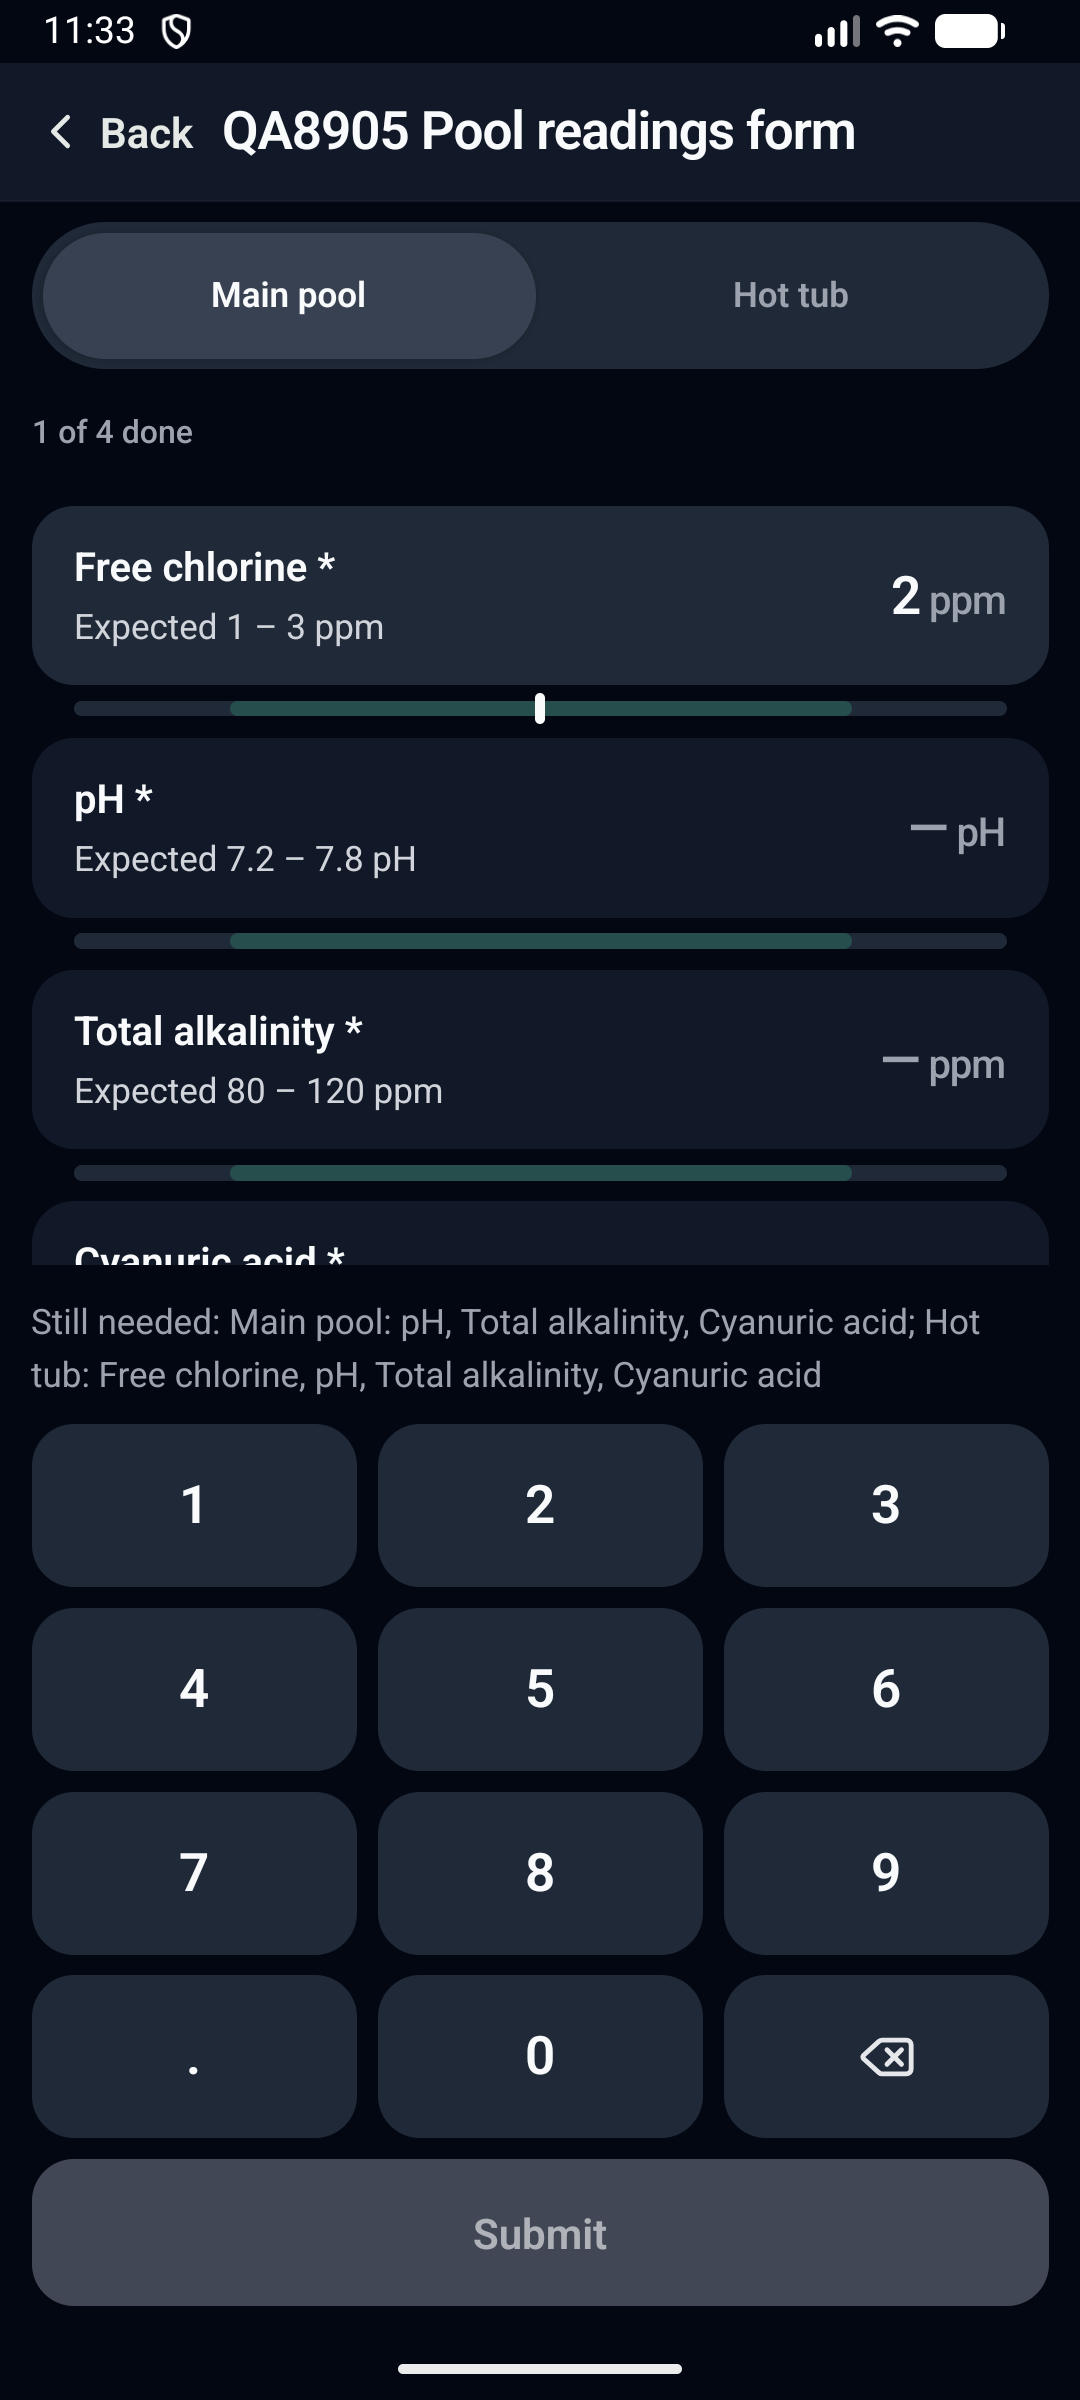 11:33
Back QA8905 Pool readings form
Main pool Hot tub
1 of 4 done
Free chlorine *
Expected 1 – 3 ppm
2 ppm
pH *
Expected 7.2 – 7.8 pH
— pH
Total alkalinity *
Expected 80 – 120 ppm
— ppm
Cyanuric acid *
Still needed: Main pool: pH, Total alkalinity, Cyanuric acid; Hot
tub: Free chlorine, pH, Total alkalinity, Cyanuric acid
1 2 3
4 5 6
7 8 9
. 0
Submit